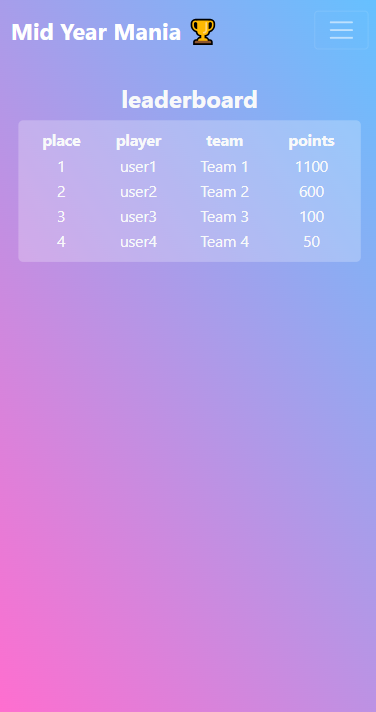 Mid Year Mania 🏆
leaderboard
place player team points
1 user1 Team 1 1100
2 user2 Team 2 600
3 user3 Team 3 100
4 user4 Team 4 50